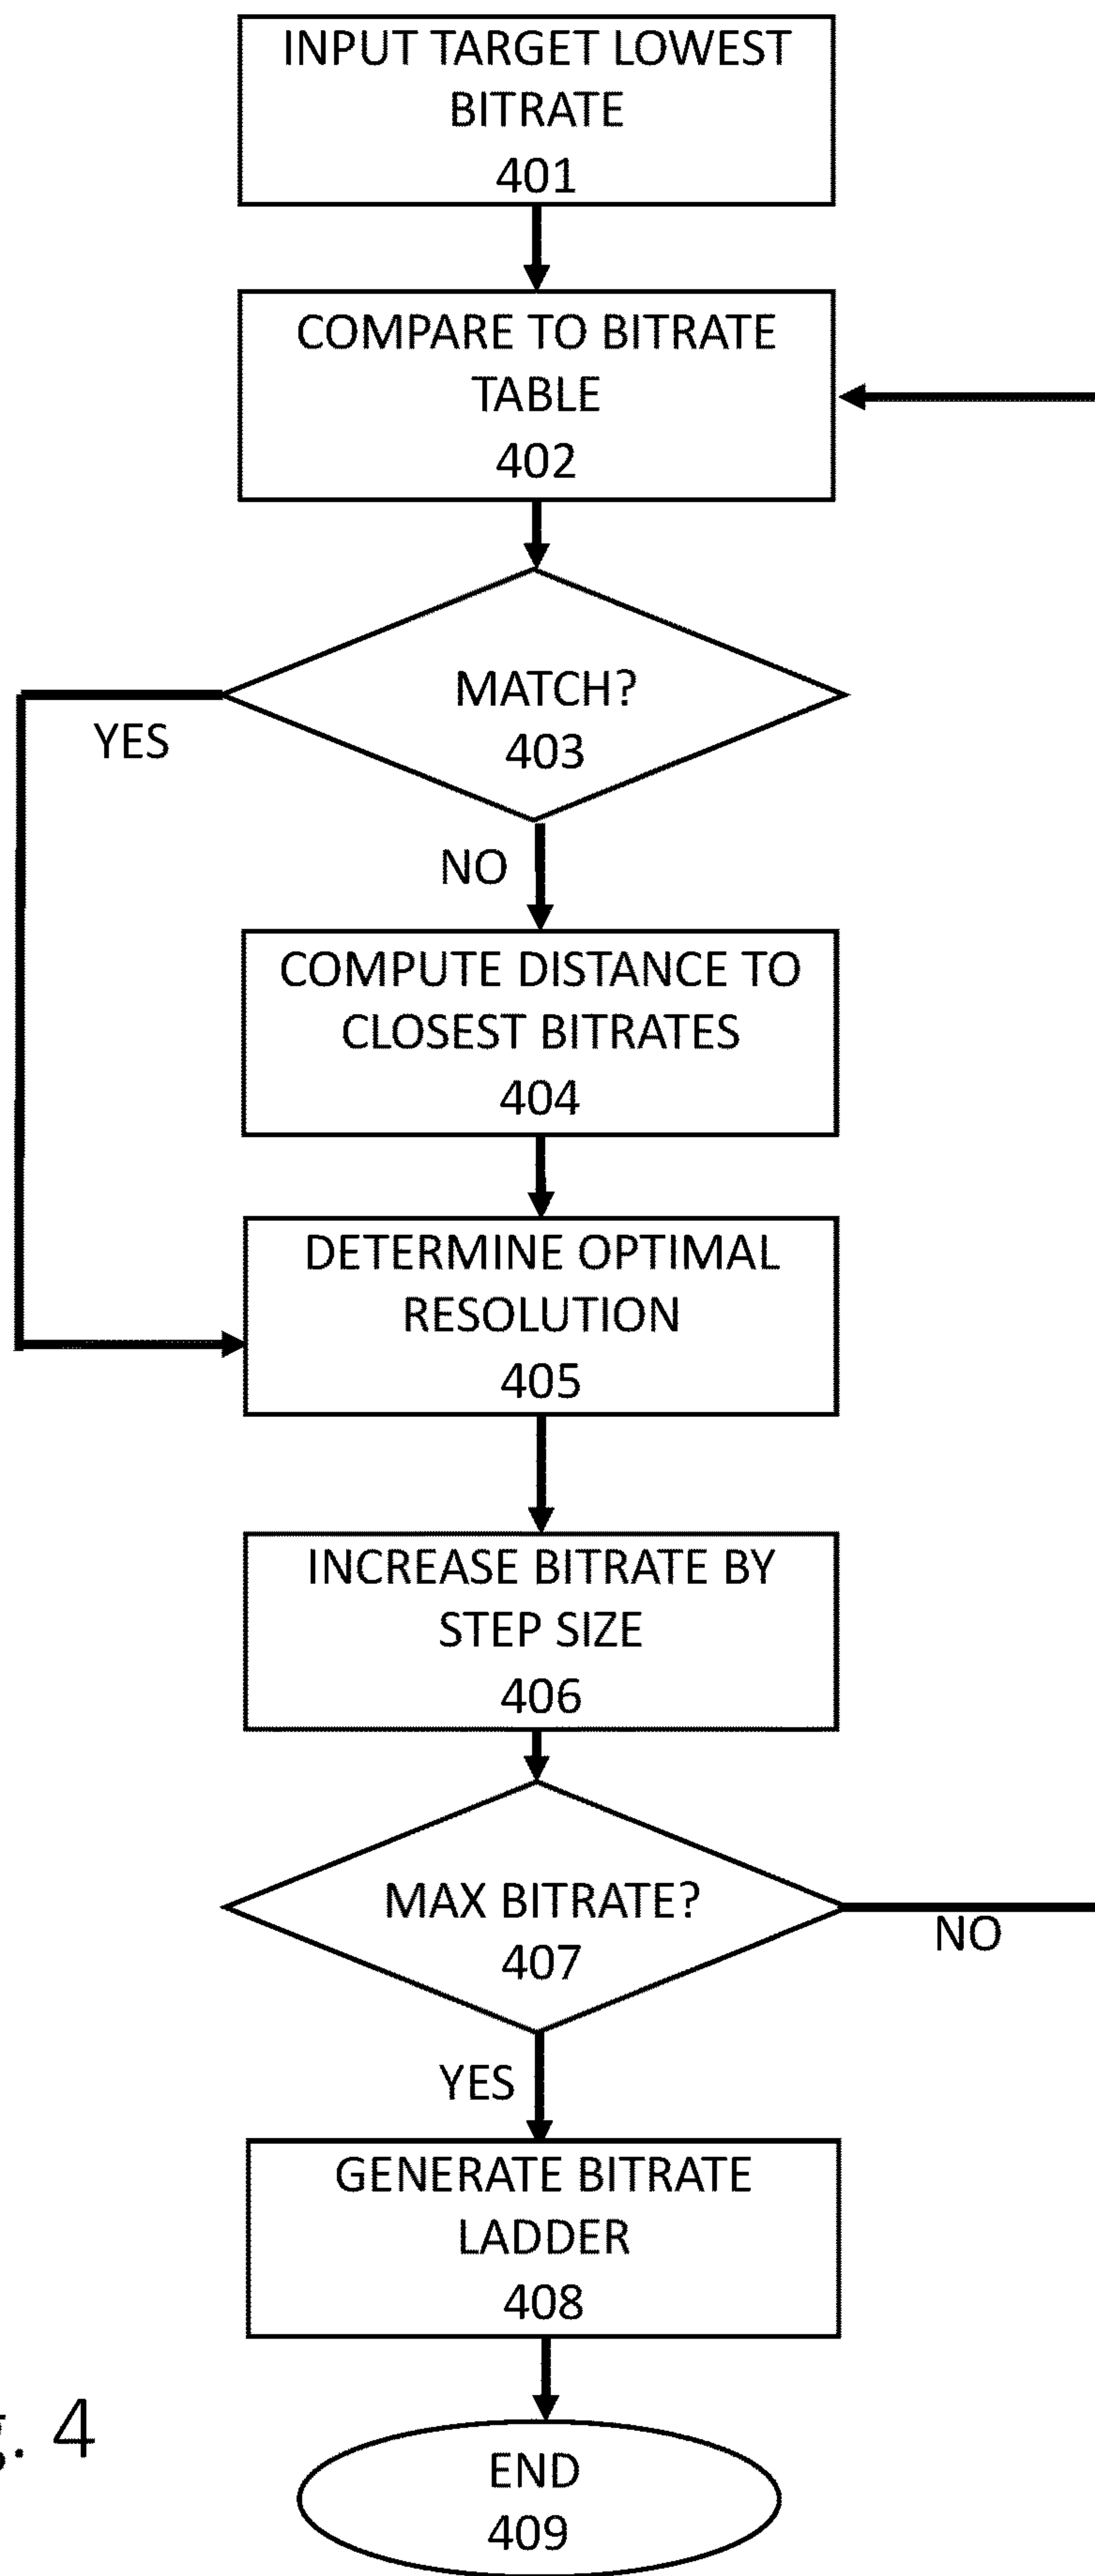 INPUT TARGET LOWEST
BITRATE
401
COMPARE TO BITRATE
TABLE
402
MATCH?
403
YES
NO
COMPUTE DISTANCE TO
CLOSEST BITRATES
404
DETERMINE OPTIMAL
RESOLUTION
405
INCREASE BITRATE BY
STEP SIZE
406
MAX BITRATE?
407
NO
YES
GENERATE BITRATE
LADDER
408
g. 4
END
409